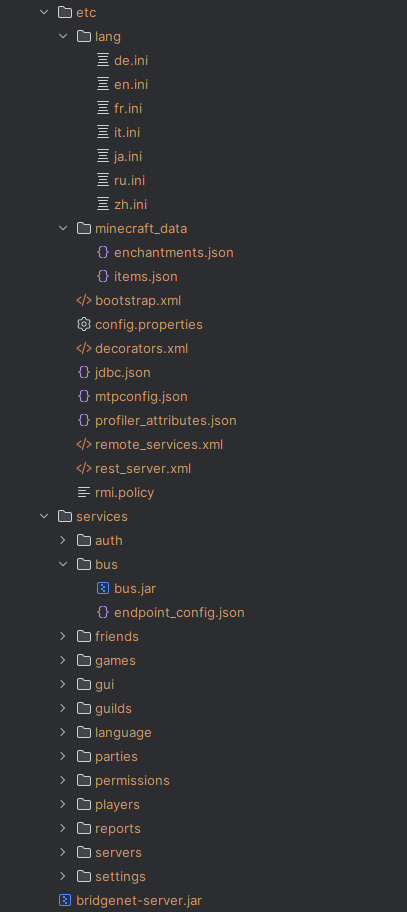 etc
lang
de.ini
en.ini
fr.ini
it.ini
ja.ini
ru.ini
zh.ini
minecraft_data
enchantments.json
items.json
bootstrap.xml
config.properties
decorators.xml
jdbc.json
mtpconfig.json
profiler_attributes.json
remote_services.xml
rest_server.xml
rmi.policy
services
auth
bus
bus.jar
endpoint_config.json
friends
games
gui
guilds
language
parties
permissions
players
reports
servers
settings
bridgenet-server.jar